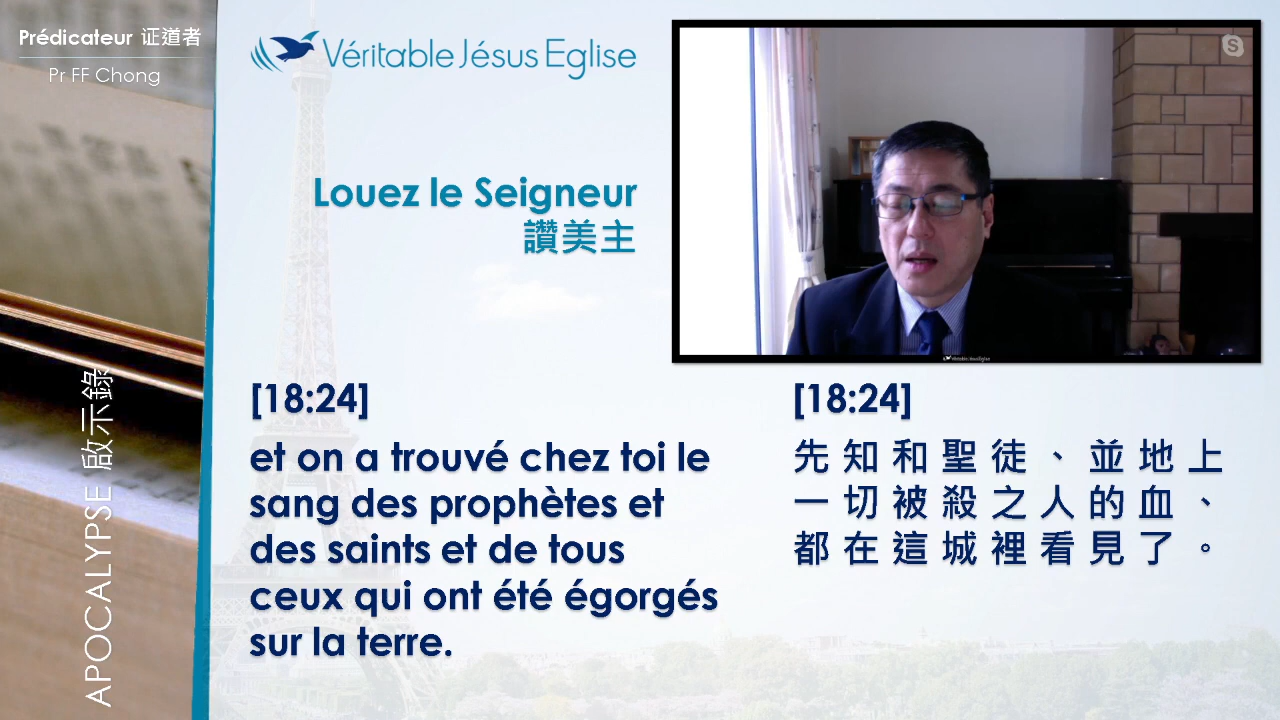 Prédicateur 证道者
Pr FF Chong
APOCALYPSE 啟示錄
Véritable Jésus Eglise
Louez le Seigneur
讚美主
[18:24]
et on a trouvé chez toi le
sang des prophètes et
des saints et de tous
ceux qui ont été égorgés
sur la terre.
[18:24]
先知和聖徒、並地上
一切被殺之人的血、
都在這城裡看見了。
Véritable Jésus Eglise